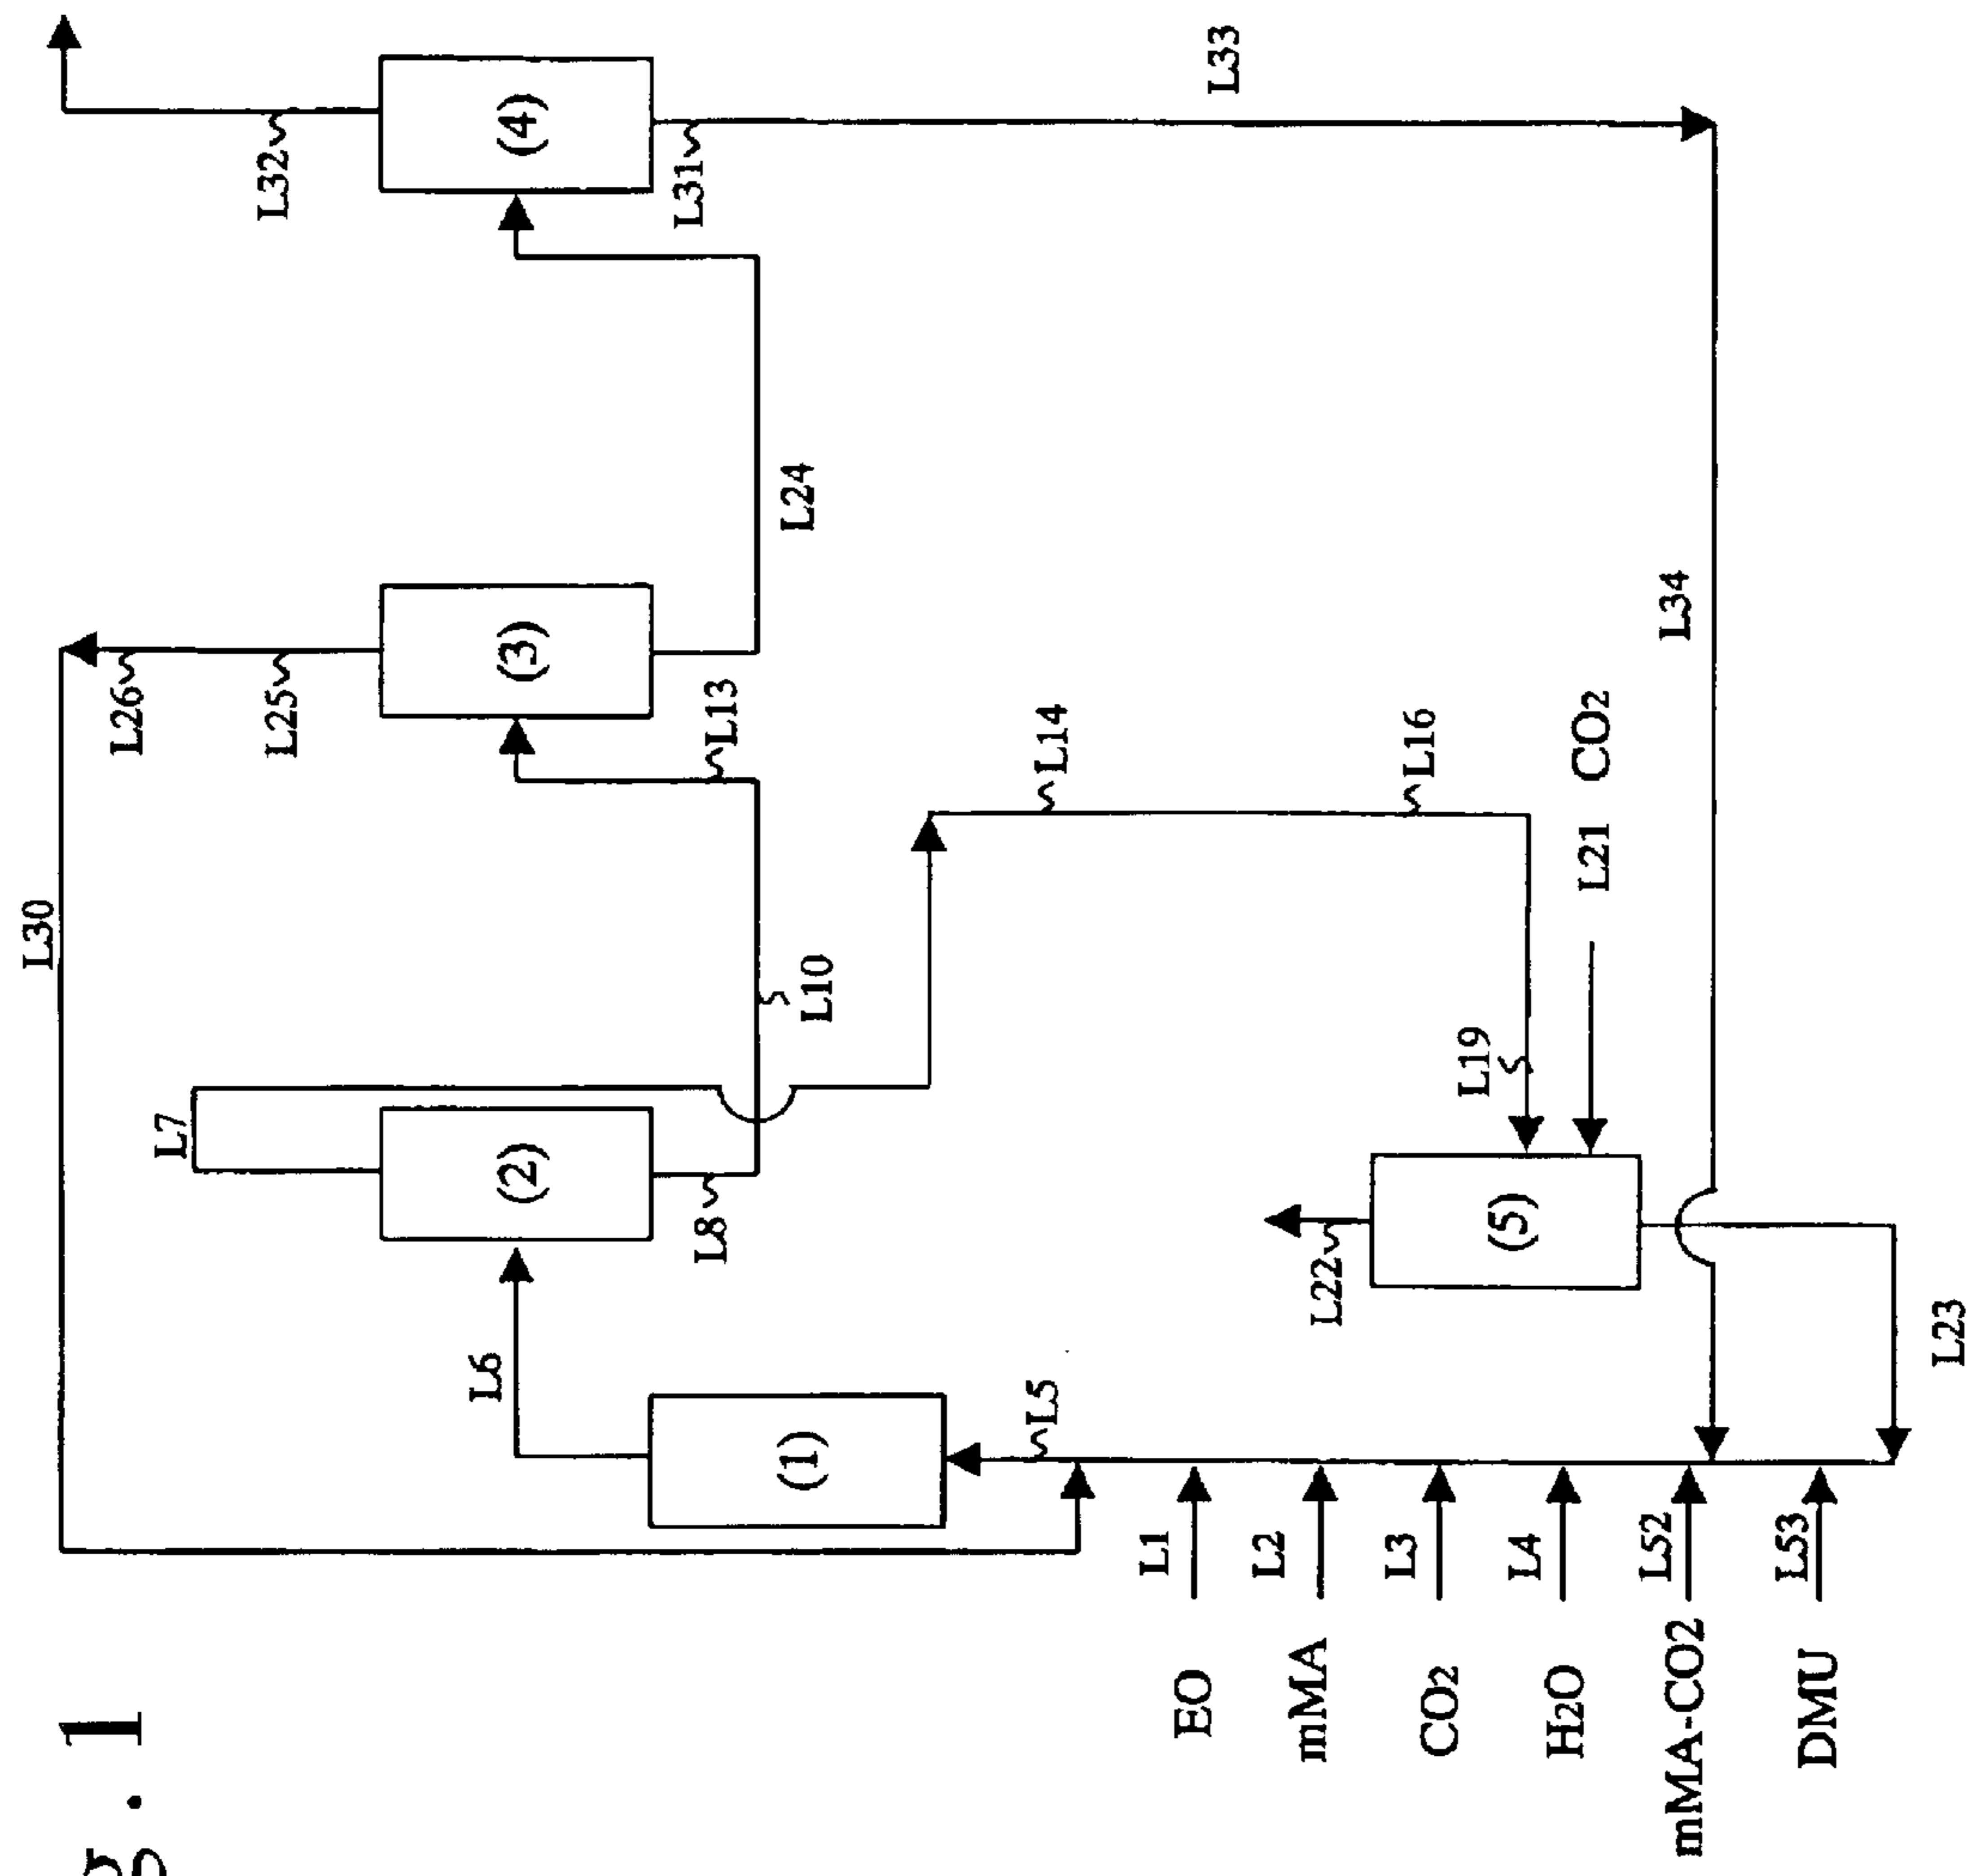 g. 1
L30
L26
L7
L25
L32
L6
(2)
(3)
(4)
L8
L13
L31
(1)
L10
L24
L5
L14
EO
L1
L33
mMA
L2
L22
CO2
L3
L16
L19
(5)
H2O
L4
L21 CO2
mMA-CO2
L52
L34
DMU
L53
L23